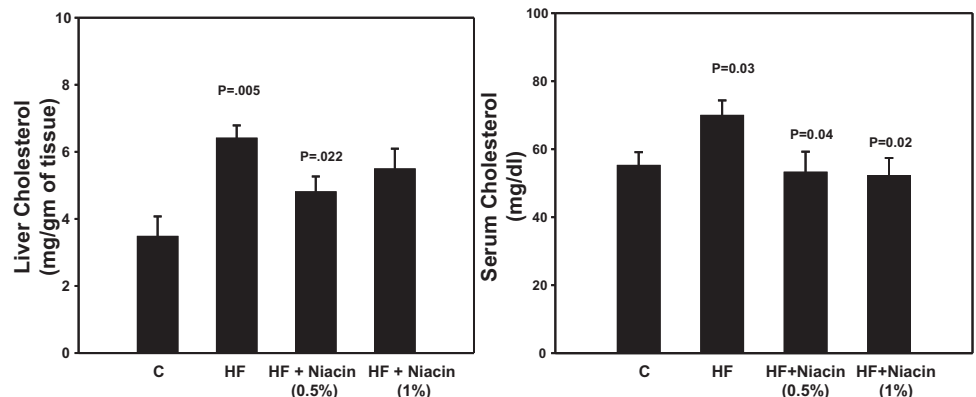 Liver Cholesterol
(mg/gm of tissue)
10
8
6
4
2
0
P=.005
P=.022
C
HF
HF + Niacin
(0.5%)
HF + Niacin
(1%)
Serum Cholesterol
(mg/dl)
100
80
60
40
20
0
P=0.03
P=0.04
P=0.02
C
HF
HF+Niacin
(0.5%)
HF+Niacin
(1%)